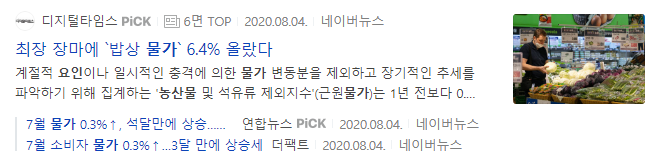 디지털타임스 PiCK 6면 TOP 2020.08.04. 네이버뉴스
최장 장마에 `밥상 물가` 6.4% 올랐다
계절적 요인이나 일시적인 충격에 의한 물가 변동분을 제외하고 장기적인 추세를
파악하기 위해 집계하는 '농산물 및 석유류 제외지수'(근원물가)는 1년 전보다 0....
7월 물가 0.3%↑, 석달만에 상승...... 연합뉴스 PiCK 2020.08.04. 네이버뉴스
7월 소비자 물가 0.3%↑...3달 만에 상승세 더팩트 2020.08.04. 네이버뉴스